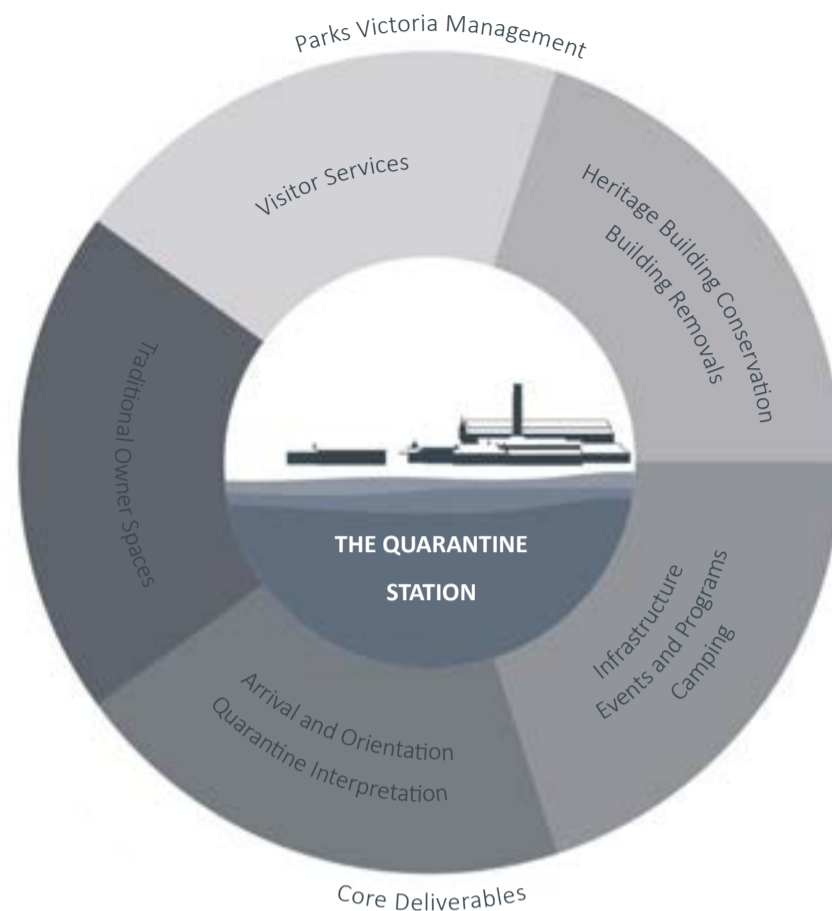 Parks Victoria Management
Visitor Services
Heritage Building Conservation
Building Removals
Traditional Owner Spaces
THE QUARANTINE
STATION
Infrastructure
Events and Programs
Camping
Arrival and Orientation
Quarantine Interpretation
Core Deliverables